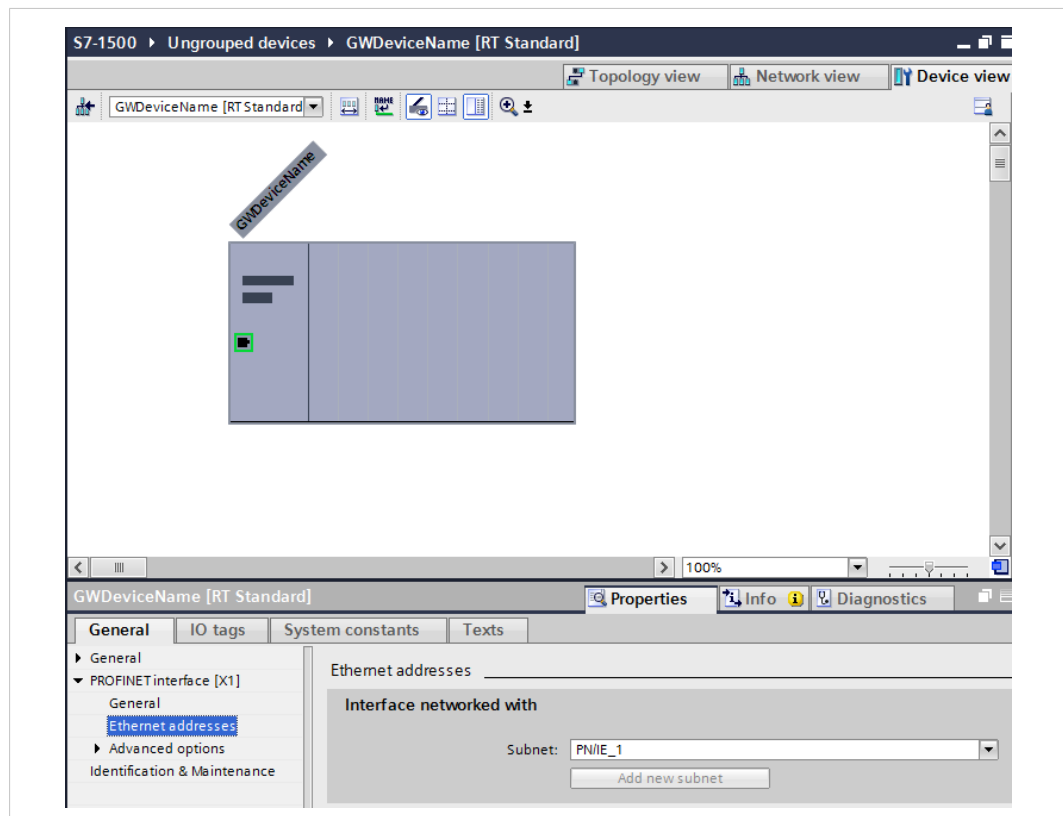 S7-1500 ▸ Ungrouped devices ▸ GWDeviceName [RT Standard]
Topology view Network view Device view
GWDeviceName [RT Standard NAME
GWDeviceName
100%
GWDeviceName [RT Standard]
Properties Info Diagnostics
General IO tags System constants Texts
General
PROFINET interface [X1]
General
Ethernet addresses
Advanced options
Identification & Maintenance
Ethernet addresses
Interface networked with
Subnet: PN/IE_1
Add new subnet